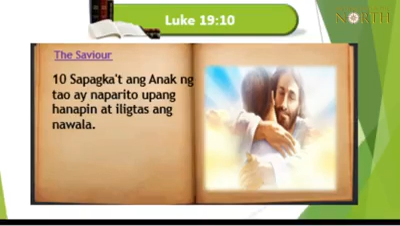 Luke 19:10
NORTH
The Saviour
10 Sapagka't ang Anak ng
tao ay naparito upang
hanapin at iligtas ang
nawala.